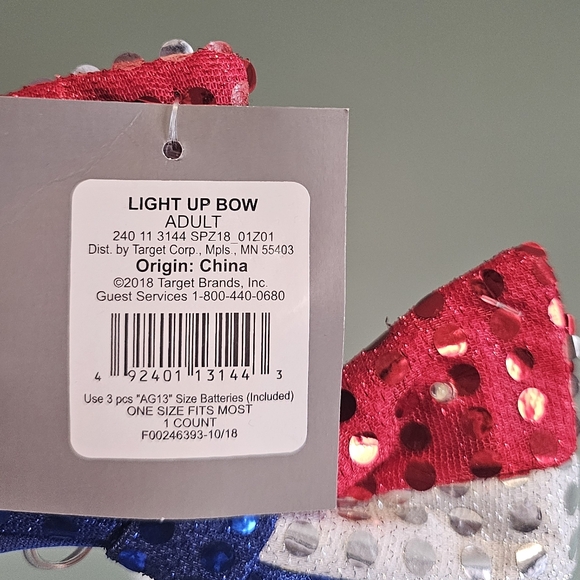 LIGHT UP BOW
ADULT
240 11 3144 SPZ18_01Z01
Dist. by Target Corp., Mpls., MN 55403
Origin: China
©2018 Target Brands, Inc.
Guest Services 1-800-440-0680
4 92401 13144 3
Use 3 pcs "AG13" Size Batteries (Included)
ONE SIZE FITS MOST
1 COUNT
F00246393-10/18